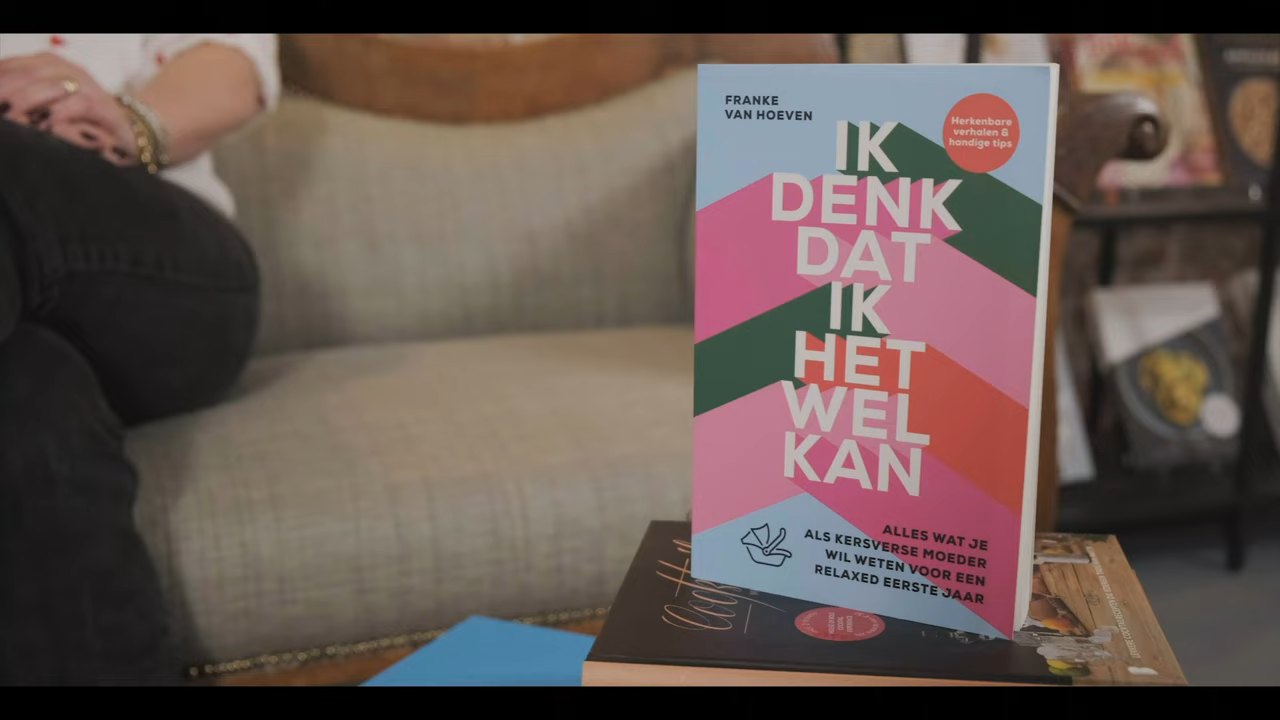 FRANKE
VAN HOEVEN
Herkenbare
verhalen &
handige tips
IK
DENK
DAT
IK
HET
WEL
KAN
ALLES WAT JE
ALS KERSVERSE MOEDER
WIL WETEN VOOR EEN
RELAXED EERSTE JAAR